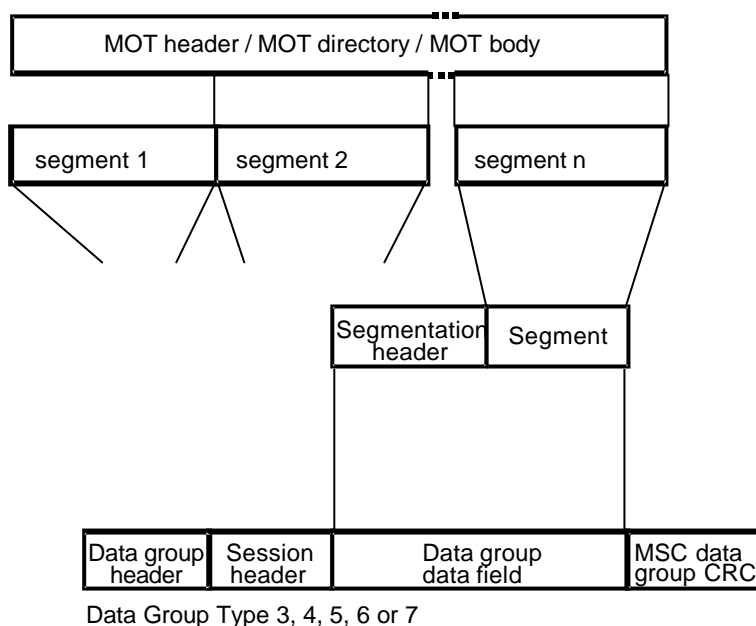 MOT header / MOT directory / MOT body
segment 1
segment 2
segment n
Segmentation
header
Segment
Data group
header
Session
header
Data group
data field
MSC data
group CRC
Data Group Type 3, 4, 5, 6 or 7